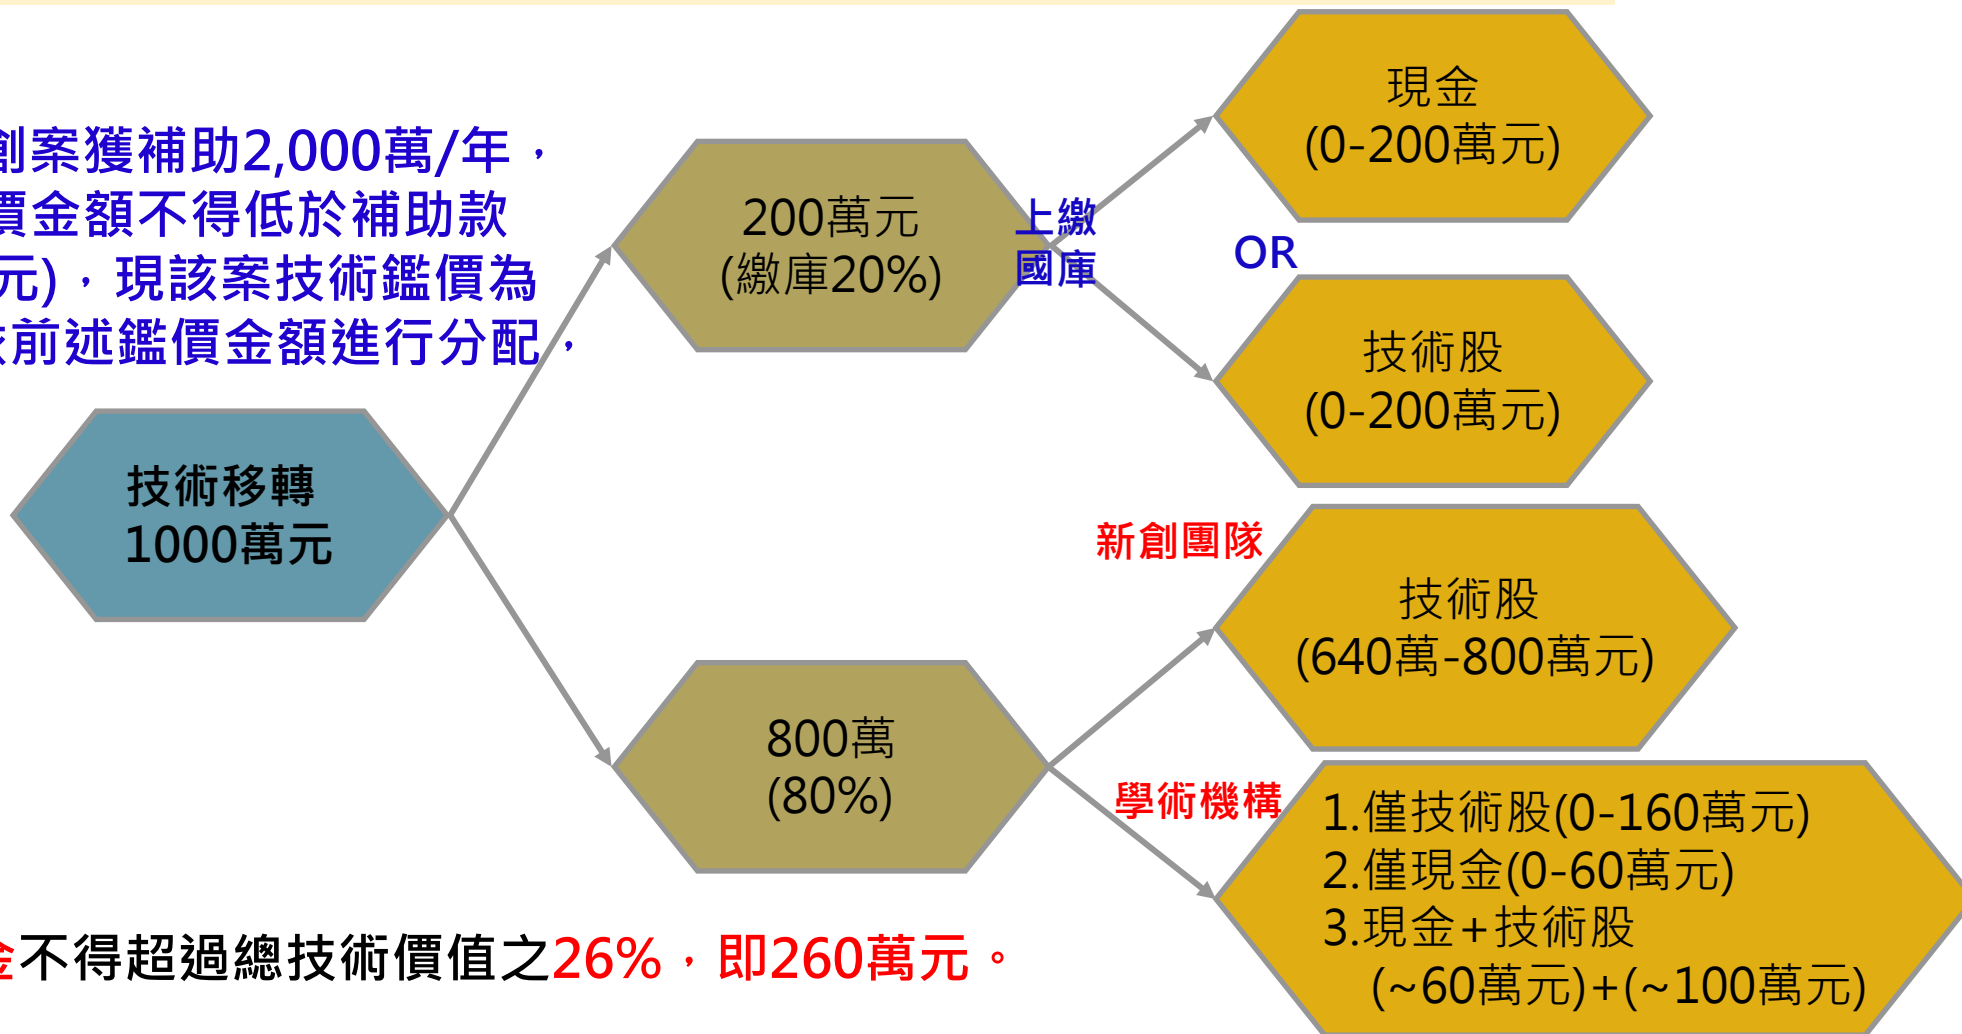 創案獲補助2,000萬/年，
價金額不得低於補助款
元)，現該案技術鑑價為
前述鑑價金額進行分配，
技術移轉
1000萬元
200萬元
(繳庫20%)
上繳
國庫
現金
(0-200萬元)
OR
技術股
(0-200萬元)
800萬
(80%)
新創團隊
技術股
(640萬-800萬元)
學術機構
1.僅技術股(0-160萬元)
2.僅現金(0-60萬元)
3.現金+技術股
(~60萬元)+(~100萬元)
金不得超過總技術價值之26%，即260萬元。